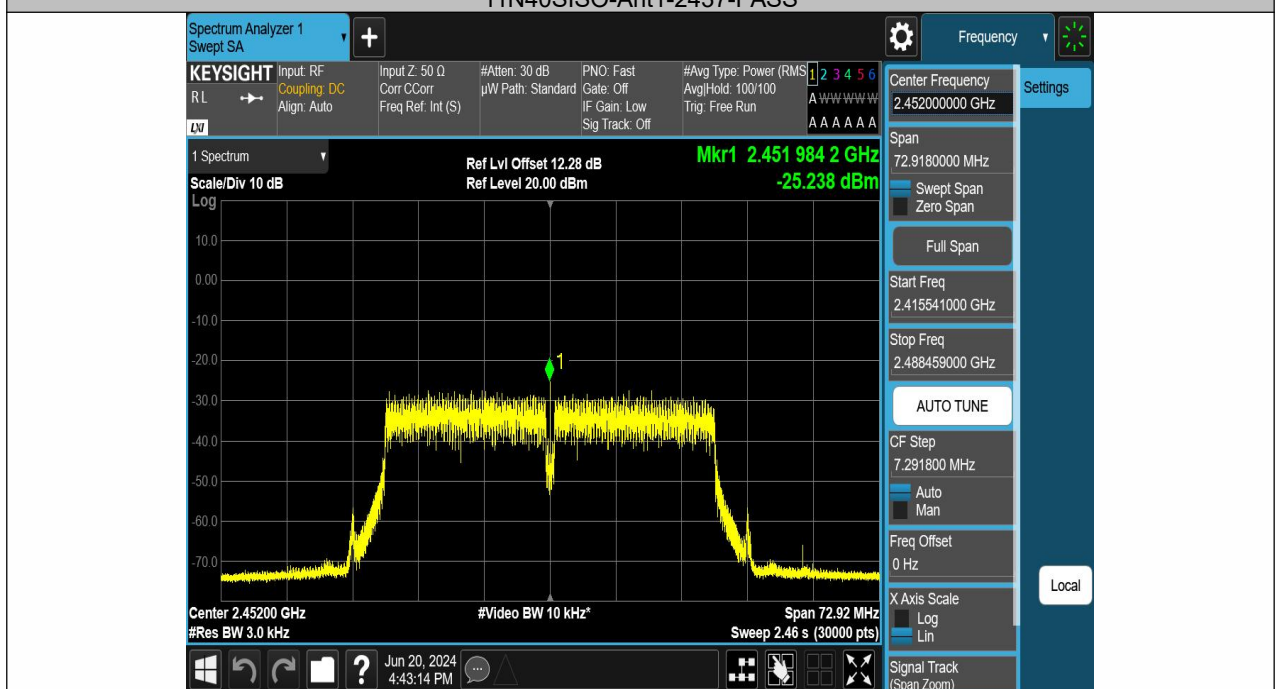 11N40SISO-Ant1-2437-PASS
Spectrum Analyzer 1
Swept SA
Frequency
KEYSIGHT
RL
LXI
Input: RF
Coupling: DC
Align: Auto
Input Z: 50 Ω
Corr CCorr
Freq Ref: Int (S)
#Atten: 30 dB
µW Path: Standard
PNO: Fast
Gate: Off
IF Gain: Low
Sig Track: Off
#Avg Type: Power (RMS
Avg|Hold: 100/100
Trig: Free Run
1 2 3 4 5 6
A W W W W W
A A A A A A
1 Spectrum
Scale/Div 10 dB
Log
Ref Lvl Offset 12.28 dB
Ref Level 20.00 dBm
Mkr1 2.451 984 2 GHz
-25.238 dBm
10.0
0.00
-10.0
-20.0
-30.0
-40.0
-50.0
-60.0
-70.0
1
Center 2.45200 GHz
#Res BW 3.0 kHz
#Video BW 10 kHz*
Span 72.92 MHz
Sweep 2.46 s (30000 pts)
Jun 20, 2024
4:43:14 PM
Center Frequency
2.452000000 GHz
Settings
Span
72.9180000 MHz
Swept Span
Zero Span
Full Span
Start Freq
2.415541000 GHz
Stop Freq
2.488459000 GHz
AUTO TUNE
CF Step
7.291800 MHz
Auto
Man
Freq Offset
0 Hz
Local
X Axis Scale
Log
Lin
Signal Track
(Span Zoom)